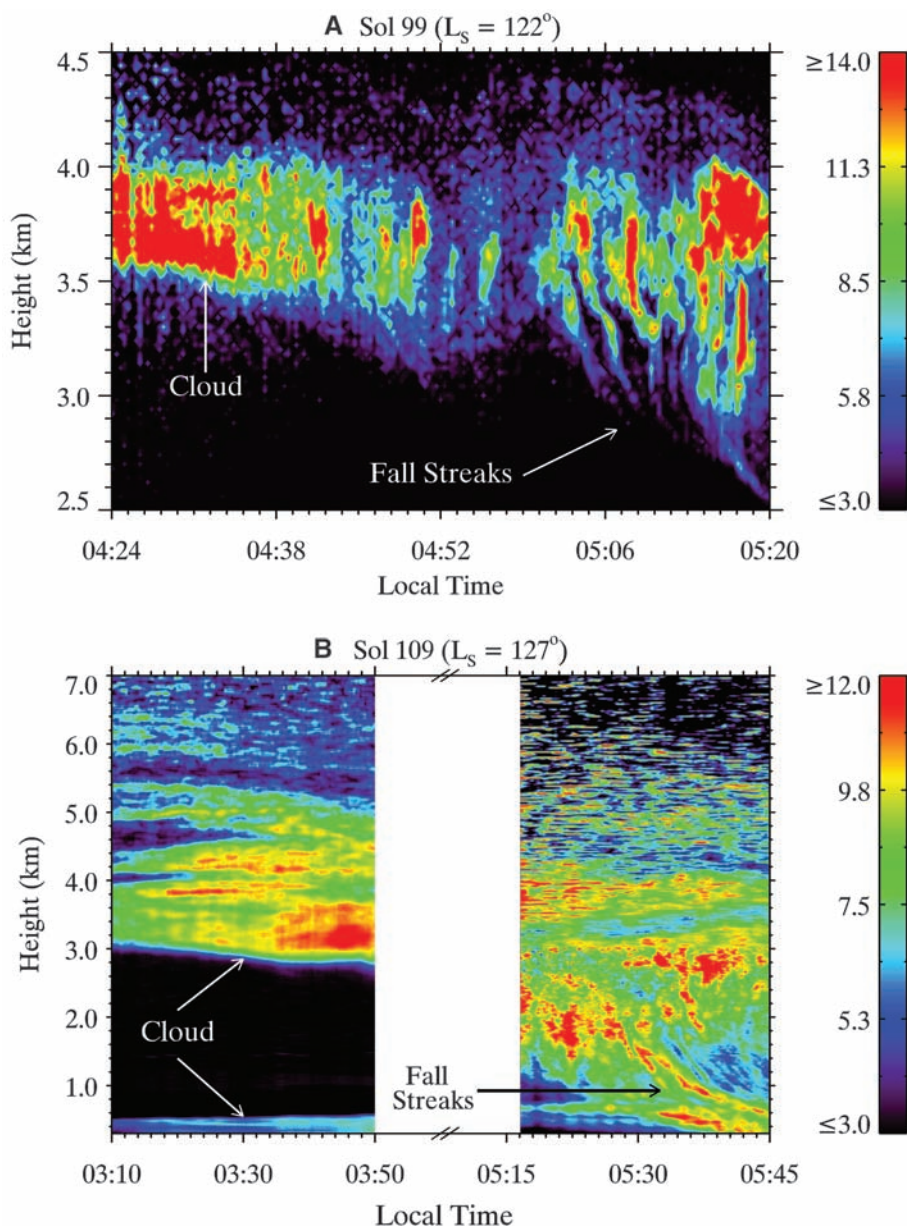 A Sol 99 (Ls = 122°)
4.5
4.0
3.5
3.0
2.5
Height (km)
Cloud
Fall Streaks
04:24 04:38 04:52 05:06 05:20
Local Time
≥14.0
11.3
8.5
5.8
≤3.0
B Sol 109 (Ls = 127°)
7.0
6.0
5.0
4.0
3.0
2.0
1.0
Height (km)
Cloud
Fall
Streaks
03:10 03:30 03:50 05:15 05:30 05:45
Local Time
≥12.0
9.8
7.5
5.3
≤3.0